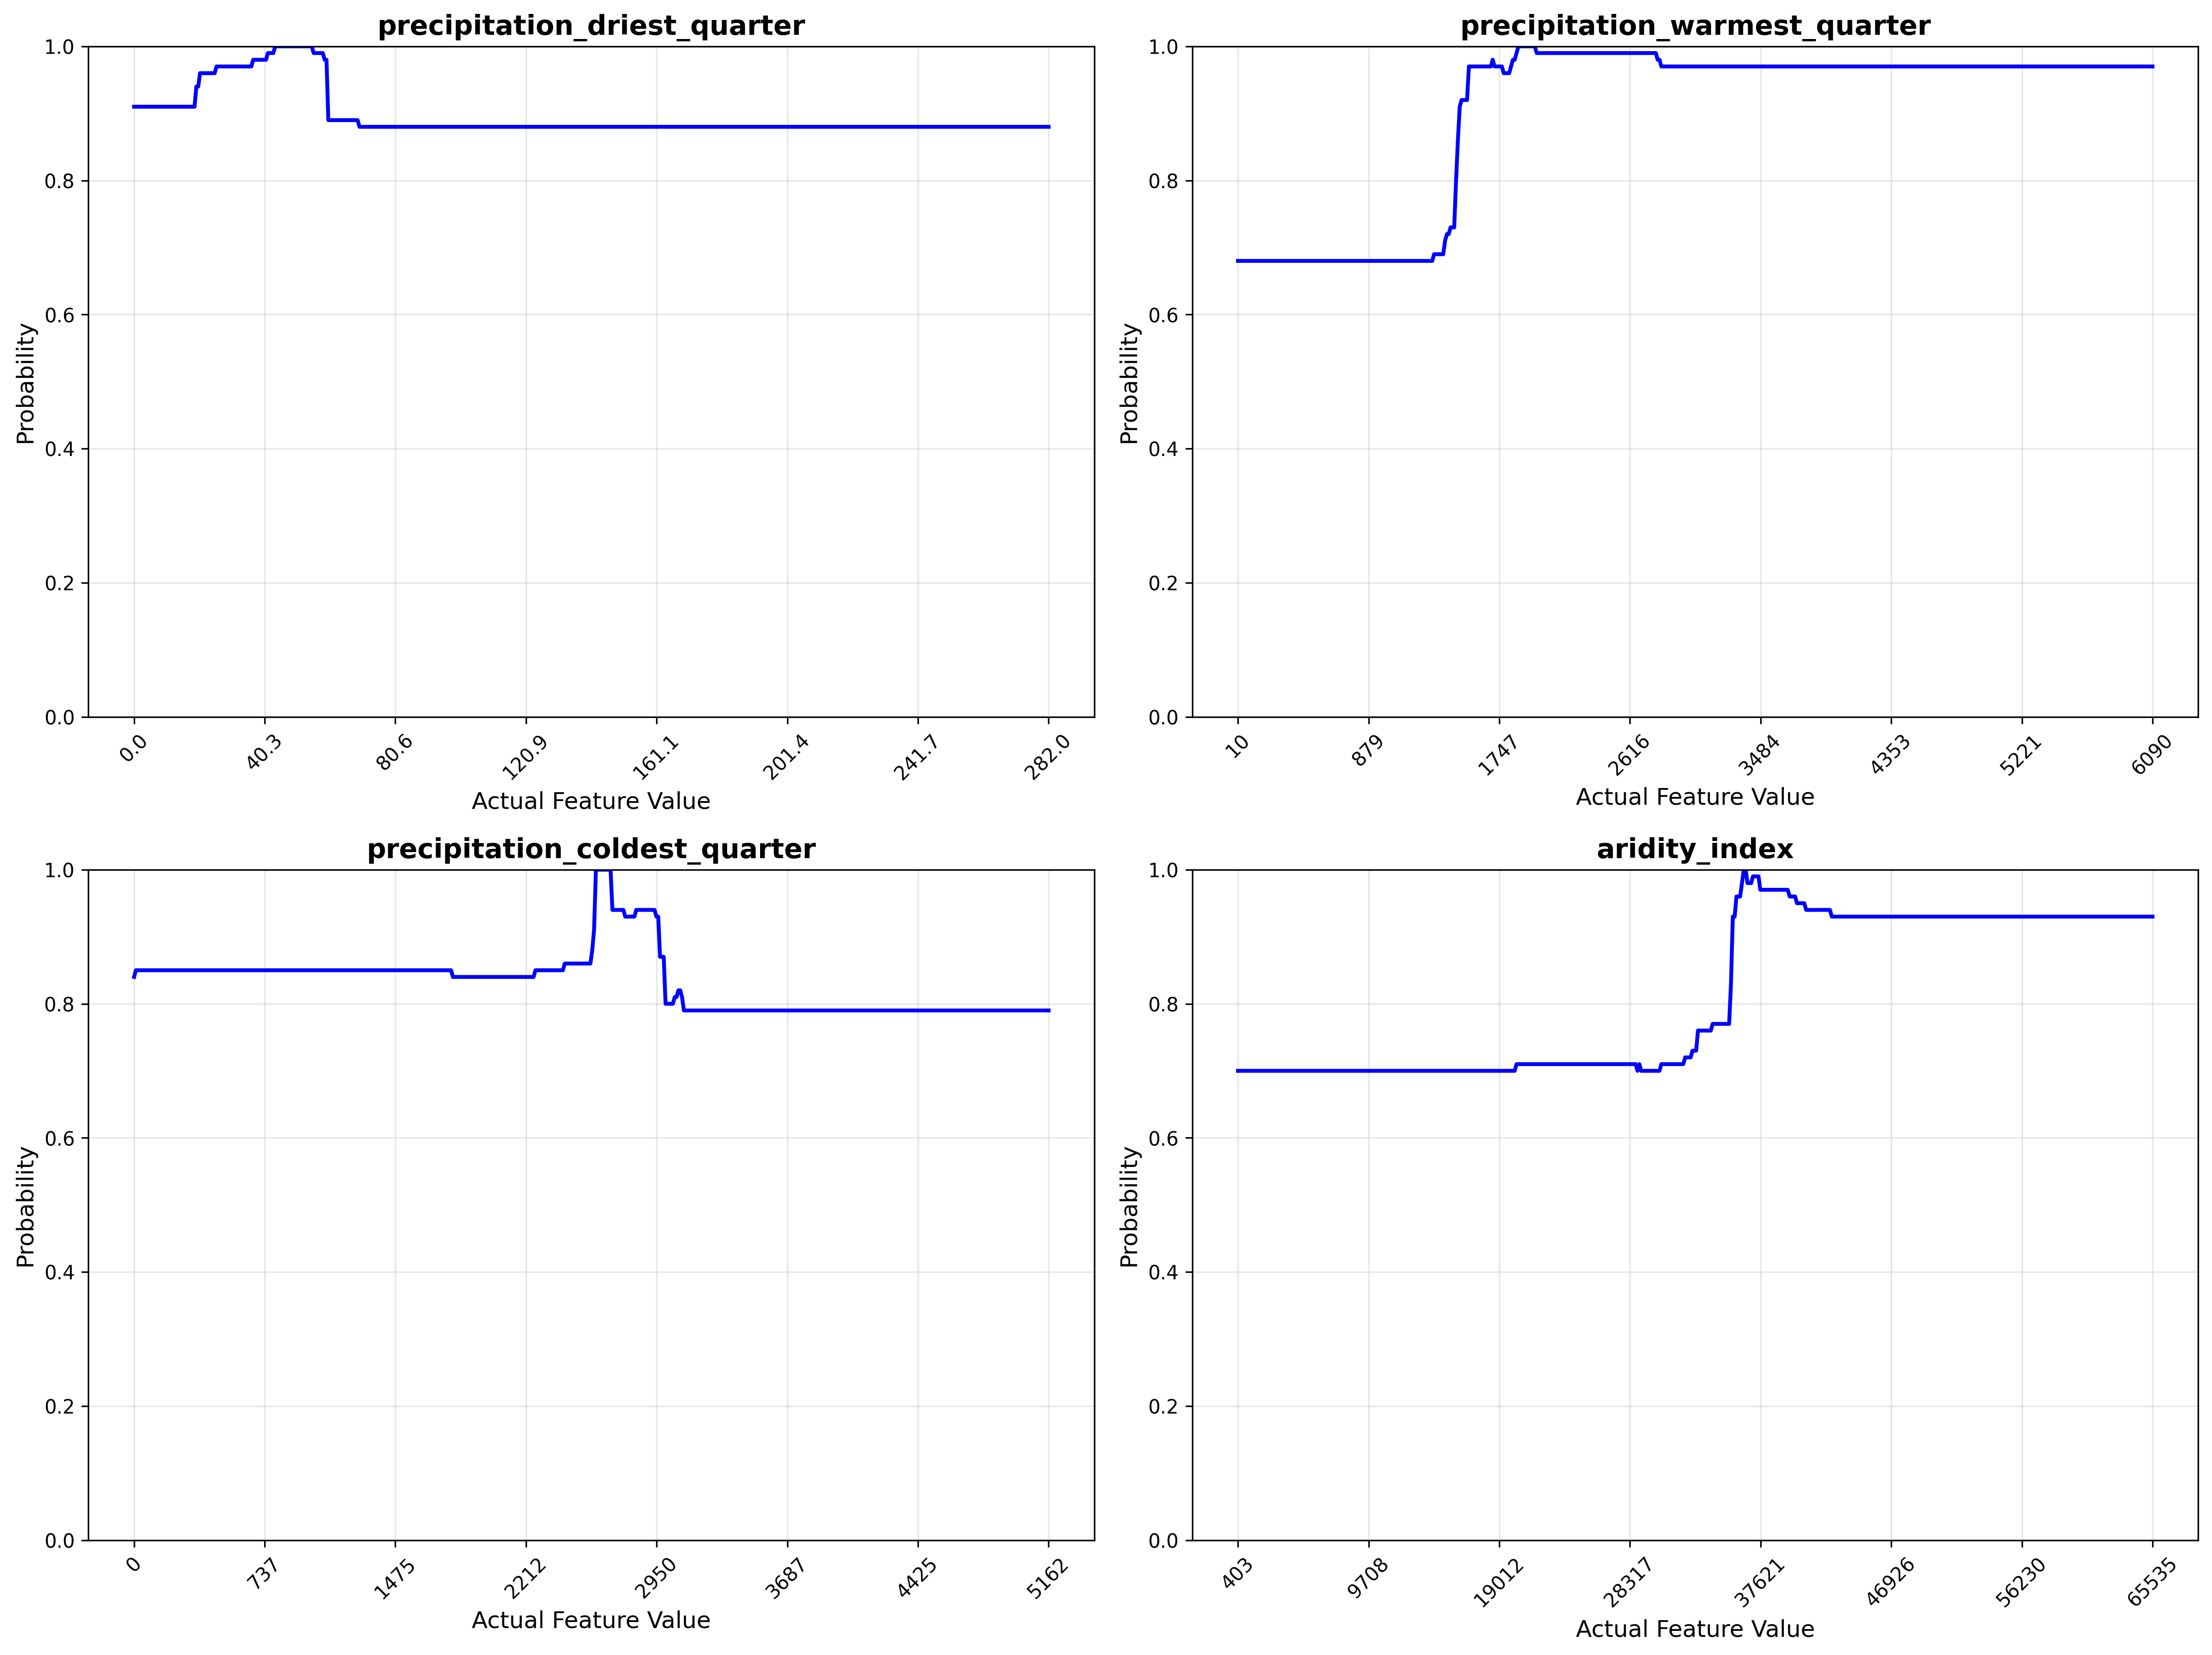 precipitation_driest_quarter
1.0
0.8
0.6
0.4
0.2
0.0
Probability
0.0 40.3 80.6 120.9 161.1 201.4 241.7 282.0
Actual Feature Value
precipitation_warmest_quarter
1.0
0.8
0.6
0.4
0.2
0.0
Probability
10 879 1747 2616 3484 4353 5221 6090
Actual Feature Value
precipitation_coldest_quarter
1.0
0.8
0.6
0.4
0.2
0.0
Probability
0 737 1475 2212 2950 3687 4425 5162
Actual Feature Value
aridity_index
1.0
0.8
0.6
0.4
0.2
0.0
Probability
403 9708 19012 28317 37621 46926 56230 65535
Actual Feature Value